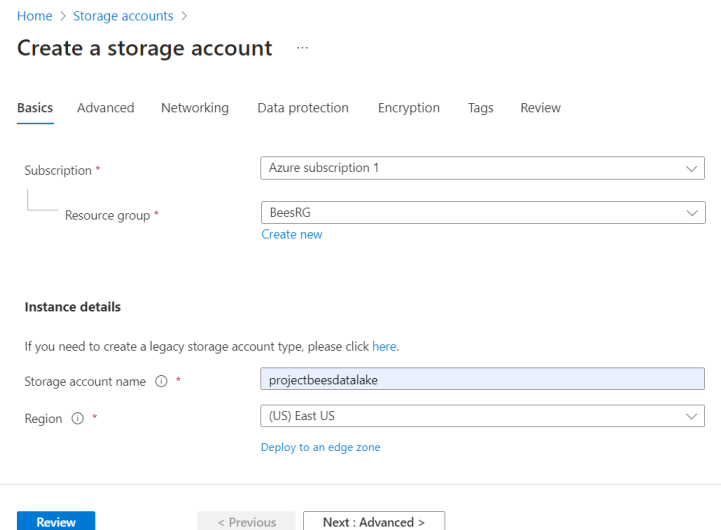 Home > Storage accounts >
Create a storage account ...
Basics Advanced Networking Data protection Encryption Tags Review
Subscription * Azure subscription 1
Resource group * BeesRG
Create new
Instance details
If you need to create a legacy storage account type, please click here.
Storage account name * projectbeesdatalake
Region * (US) East US
Deploy to an edge zone
Review < Previous Next : Advanced >